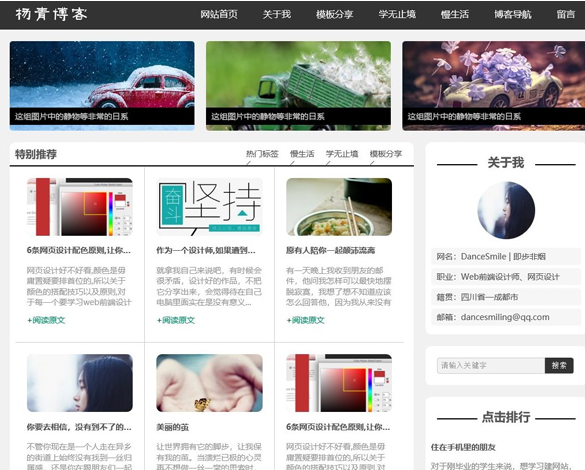 杨青博客
网站首页 关于我 模板分享 学无止境 慢生活 博客导航 留言
这组图片中的静物等非常的日系
这组图片中的静物等非常的日系
这组图片中的静物等非常的日系
特别推荐
热门标签 慢生活 学无止境 模板分享
6条网页设计配色原则,让你...
网页设计好不好看,颜色是毋
庸置疑要排首位的,所以关于
颜色的搭配技巧以及原则,对
于每一个要学习web前端设计
+阅读原文
奋斗
坚持
作为一个设计师,如果遭到...
就拿我自己来说吧，有时候会
很矛盾，设计好的作品，不把
它分享出来，会觉得待在自己
电脑里面实在是没有意义...
+阅读原文
原有人陪你一起颠沛流离
有一天晚上我收到朋友的邮
件，他问我怎样可以最快地摆
脱寂寞，我想了想不知道应该
怎么回答他，因为我从来没有
+阅读原文
你要去相信，没有到不了的...
不管你现在是一个人走在异乡
的街道上始终没有找到一丝归
属感，还是你在跟朋友们一起
美丽的茧
让世界拥有它的脚步，让我保
有我的茧。当溃烂已极的心灵
再不想做一丝一毫的思索时，
6条网页设计配色原则,让你...
网页设计好不好看,颜色是毋
庸置疑要排首位的,所以关于
颜色的搭配技巧以及原则,对
关于我
网名：DanceSmile | 即步非烟
职业：Web前端设计师、网页设计
籍贯：四川省—成都市
邮箱：dancesmiling@qq.com
请输入关键字 搜索
点击排行
住在手机里的朋友
对于刚毕业的学生来说，想学习建网站，